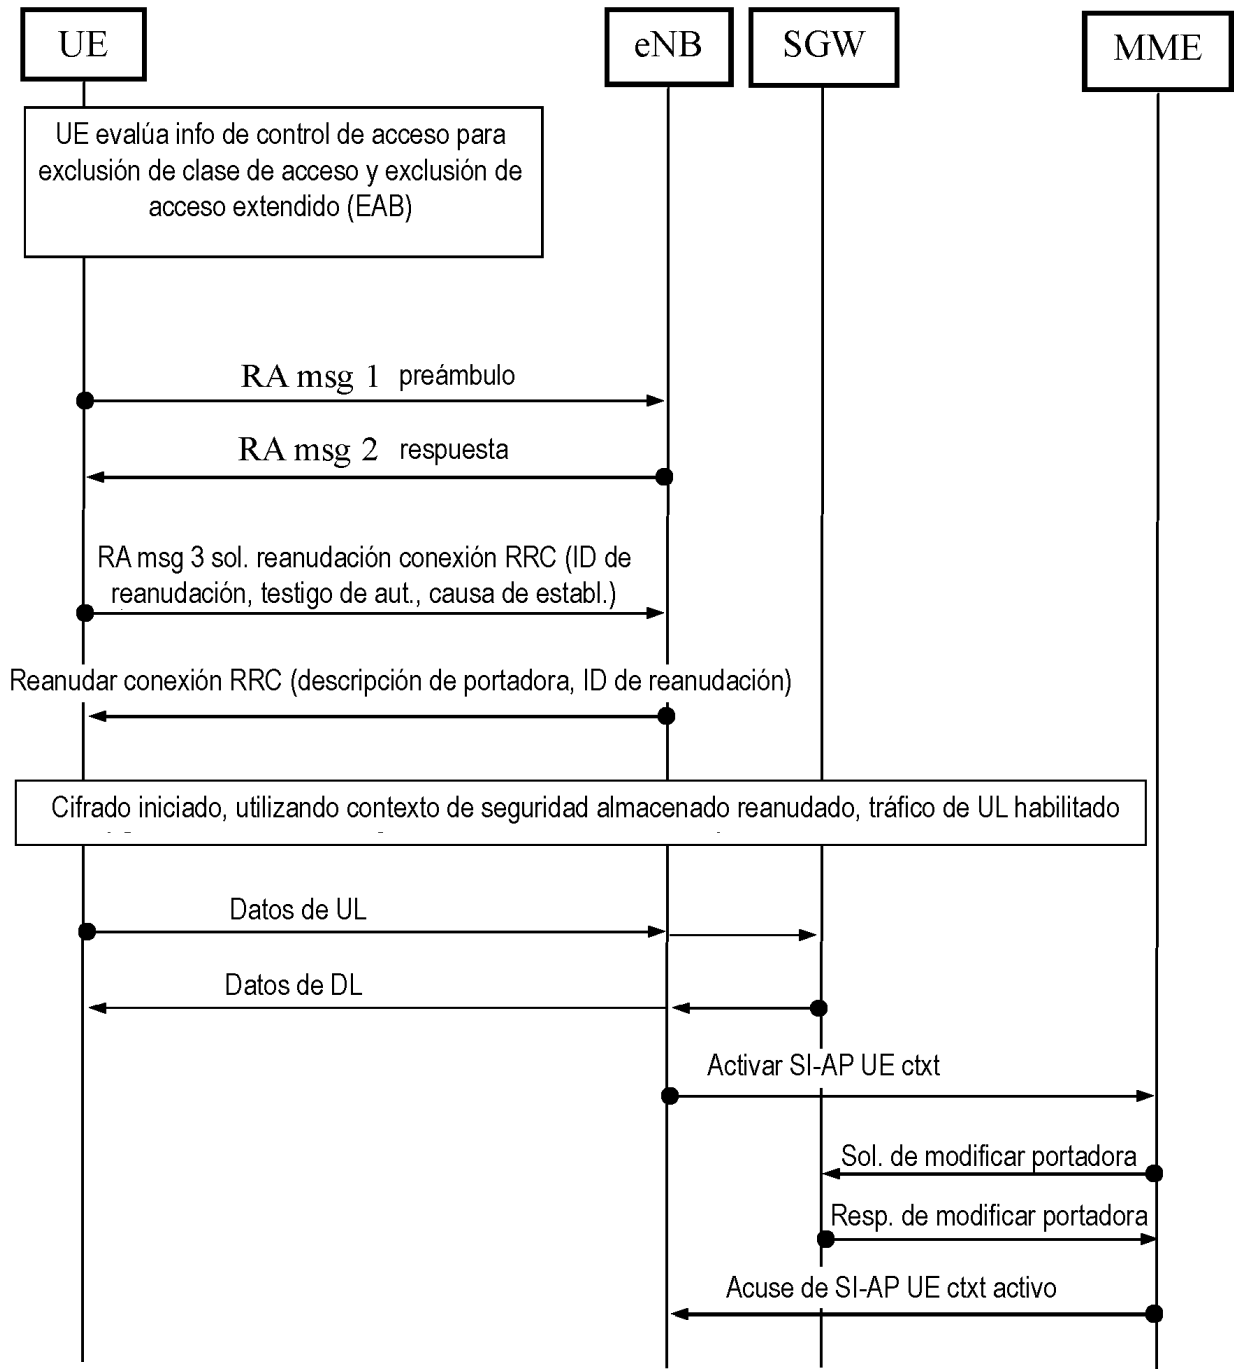 UE
eNB
SGW
MME
UE evalúa info de control de acceso para
exclusión de clase de acceso y exclusión de
acceso extendido (EAB)
RA msg 1 preámbulo
RA msg 2 respuesta
RA msg 3 sol. reanudación conexión RRC (ID de
reanudación, testigo de aut., causa de establ.)
Reanudar conexión RRC (descripción de portadora, ID de reanudación)
Cifrado iniciado, utilizando contexto de seguridad almacenado reanudado, tráfico de UL habilitado
Datos de UL
Datos de DL
Activar SI-AP UE ctxt
Sol. de modificar portadora
Resp. de modificar portadora
Acuse de SI-AP UE ctxt activo